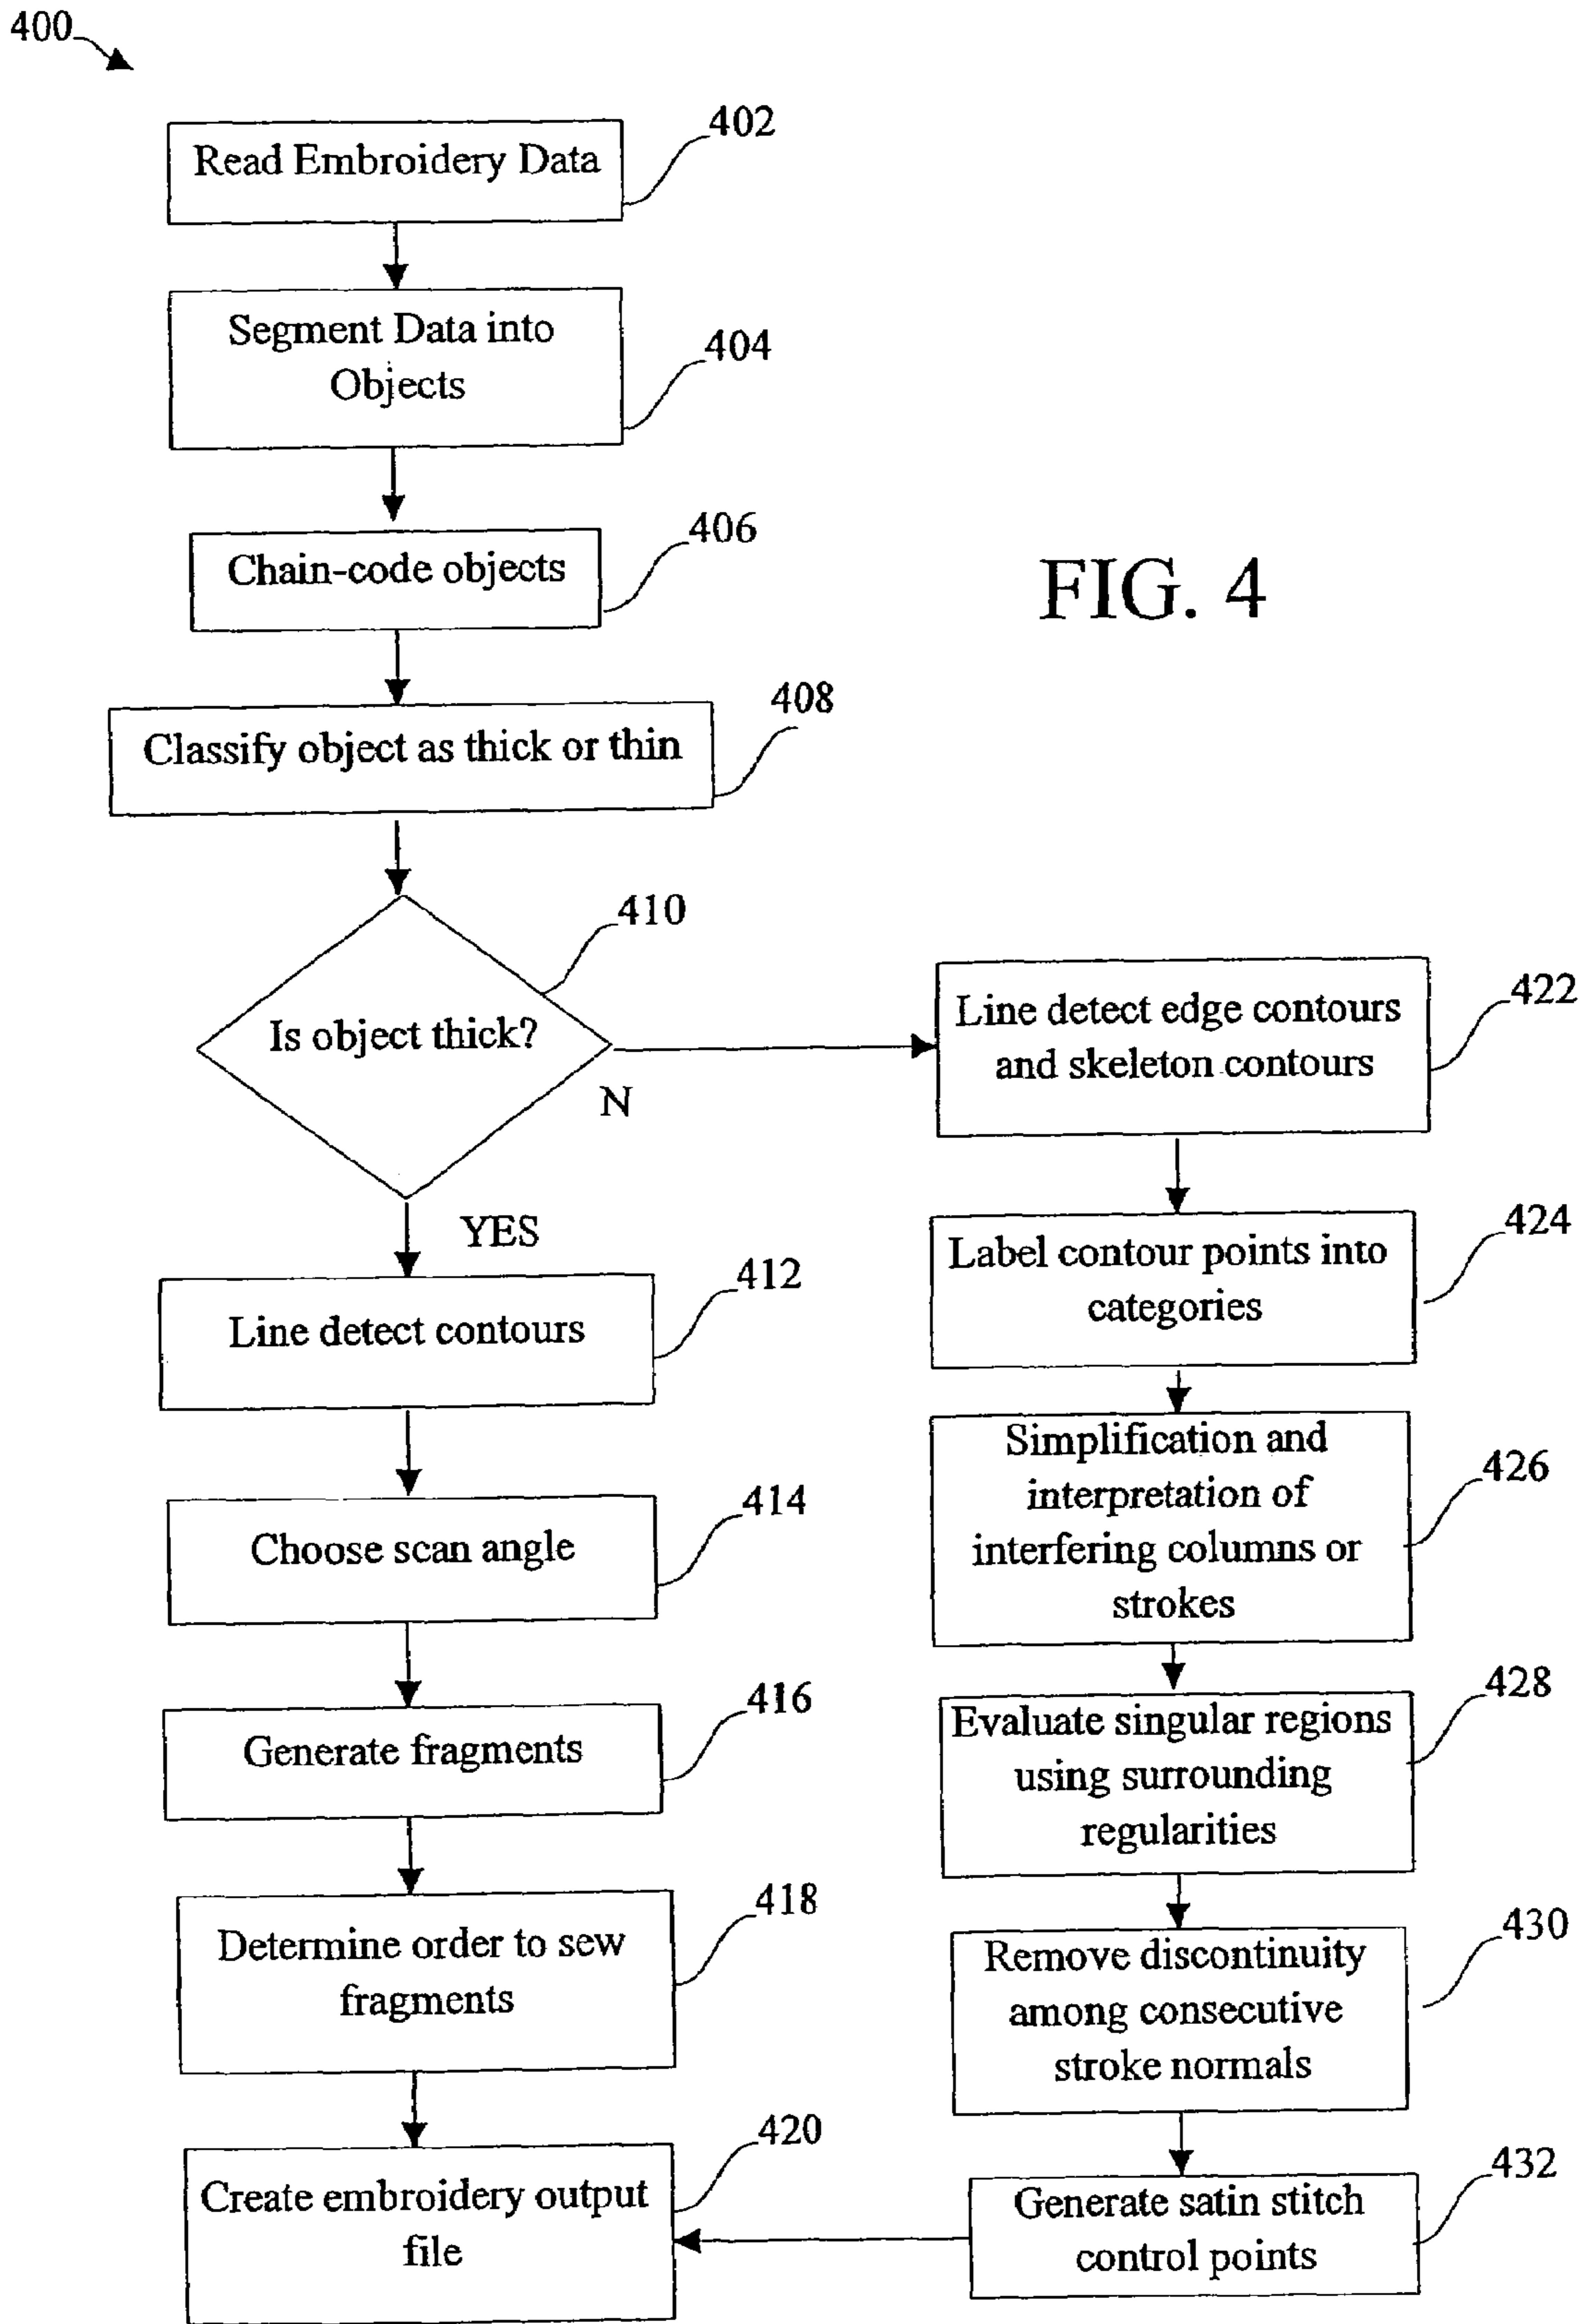 400
Read Embroidery Data
402
Segment Data into
Objects
404
Chain-code objects
406
FIG. 4
Classify object as thick or thin
408
Is object thick?
410
N
YES
Line detect contours
412
Choose scan angle
414
Generate fragments
416
Determine order to sew
fragments
418
Create embroidery output
file
420
Line detect edge contours
and skeleton contours
422
Label contour points into
categories
424
Simplification and
interpretation of
interfering columns or
strokes
426
Evaluate singular regions
using surrounding
regularities
428
Remove discontinuity
among consecutive
stroke normals
430
Generate satin stitch
control points
432